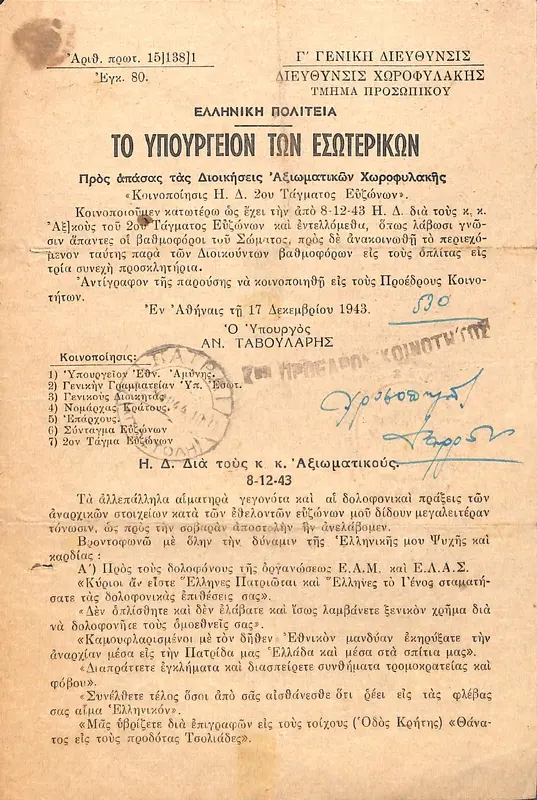 Ἀριθ. πρωτ. 15]138]1
Ἐγκ. 80.
Γ΄ ΓΕΝΙΚΗ ΔΙΕΥΘΥΝΣΙΣ
ΔΙΕΥΘΥΝΣΙΣ ΧΩΡΟΦΥΛΑΚΗΣ
ΤΜΗΜΑ ΠΡΟΣΩΠΙΚΟΥ
ΕΛΛΗΝΙΚΗ ΠΟΛΙΤΕΙΑ
ΤΟ ΥΠΟΥΡΓΕΙΟΝ ΤΩΝ ΕΣΩΤΕΡΙΚΩΝ
Πρὸς ἁπάσας τὰς Διοικήσεις Ἀξιωματικῶν Χωροφυλακῆς
«Κοινοποίησις Η. Δ. 2ου Τάγματος Εὐζώνων».
Κοινοποιοῦμεν κατωτέρω ὡς ἔχει τὴν ἀπὸ 8-12-43 Η. Δ. διὰ τοὺς κ. κ.
Ἀξ]κοὺς τοῦ 2ου Τάγματος Εὐζώνων καὶ ἐντελλόμεθα, ὅπως λάβωσι γνῶ-
σιν ἅπαντες οἱ βαθμοφόροι τοῦ Σώματος, πρὸς δὲ ἀνακοινωθῇ τὸ περιεχό-
μενον ταύτης παρὰ τῶν Διοικούντων βαθμοφόρων εἰς τοὺς ὁπλίτας εἰς
τρία συνεχῆ προσκλητήρια.
Ἀντίγραφον τῆς παρούσης νὰ κοινοποιηθῇ εἰς τοὺς Προέδρους Κοινο-
τήτων.
Ἐν Ἀθήναις τῇ 17 Δεκεμβρίου 1943.
530
Ὁ Ὑπουργὸς
ΑΝ. ΤΑΒΟΥΛΑΡΗΣ
ΠΡΟΕΔΡΟΝ ΚΟΙΝΟΤΗΤΟΣ
Κοινοποίησις:
1) Ὑπουργεῖον Ἐθν. Ἀμύνης.
2) Γενικὴν Γραμματείαν Ὑπ. Ἐσωτ.
3) Γενικοὺς Διοικητὰς
4) Νομάρχας Κράτους.
5) Ἐπάρχους.
6) Σύνταγμα Εὐζώνων
7) 2ον Τάγμα Εὐζώνων
Η. Δ. Διὰ τοὺς κ κ. Ἀξιωματικούς.
8-12-43
Τὰ ἀλλεπάλληλα αἱματηρὰ γεγονότα καὶ αἱ δολοφονικαὶ πράξεις τῶν
ἀναρχικῶν στοιχείων κατὰ τῶν ἐθελοντῶν εὐζώνων μοῦ δίδουν μεγαλειτέραν
τόνωσιν, ὡς πρὸς τὴν σοβαρὰν ἀποστολὴν ἣν ἀνελάβομεν.
Βροντοφωνῶ μὲ ὅλην τὴν δύναμιν τῆς Ἑλληνικῆς μου Ψυχῆς καὶ
καρδίας :
Α΄) Πρὸς τοὺς δολοφόνους τῆς ὀργανώσεως Ε.Α.Μ. καὶ Ε.Λ.Α.Σ.
«Κύριοι ἂν εἶστε Ἕλληνες Πατριῶται καὶ Ἕλληνες τὸ Γένος σταματή-
σατε τὰς δολοφονικὰς ἐπιθέσεις σας».
«Δὲν ὁπλίσθητε καὶ δὲν ἐλάβατε καὶ ἴσως λαμβάνετε ξενικὸν χρῆμα διὰ
νὰ δολοφονῆτε τοὺς ὁμοεθνεῖς σας».
«Καμουφλαρισμένοι μὲ τὸν δῆθεν Ἐθνικὸν μανδύαν ἐκηρύξατε τὴν
ἀναρχίαν μέσα εἰς τὴν Πατρίδα μας Ἑλλάδα καὶ μέσα στὰ σπίτια μας».
«Διαπράττετε ἐγκλήματα καὶ διασπείρετε συνθήματα τρομοκρατείας καὶ
φόβου».
«Συνέλθετε τέλος ὅσοι ἀπὸ σᾶς αἰσθάνεσθε ὅτι ρέει εἰς τὰς φλέβας
σας αἷμα Ἑλληνικόν».
«Μᾶς ὑβρίζετε διὰ ἐπιγραφῶν εἰς τοὺς τοίχους (Ὁδὸς Κρήτης) «Θάνα-
τος εἰς τοὺς προδότας Τσολιάδες».